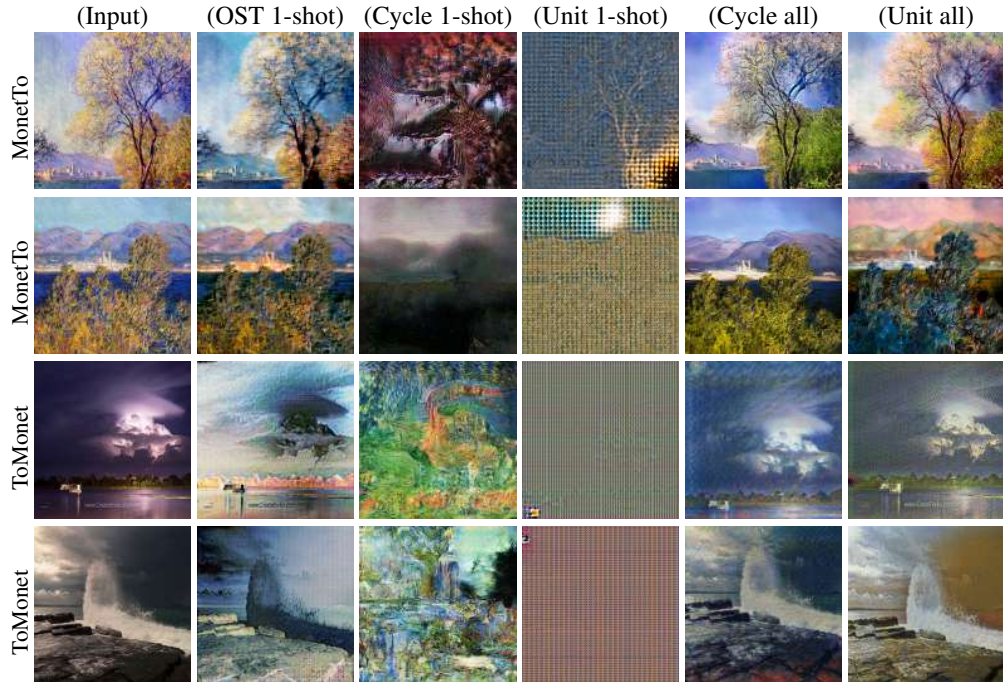 (Input) (OST 1-shot) (Cycle 1-shot) (Unit 1-shot) (Cycle all) (Unit all)
MonetTo
MonetTo
ToMonet
ToMonet